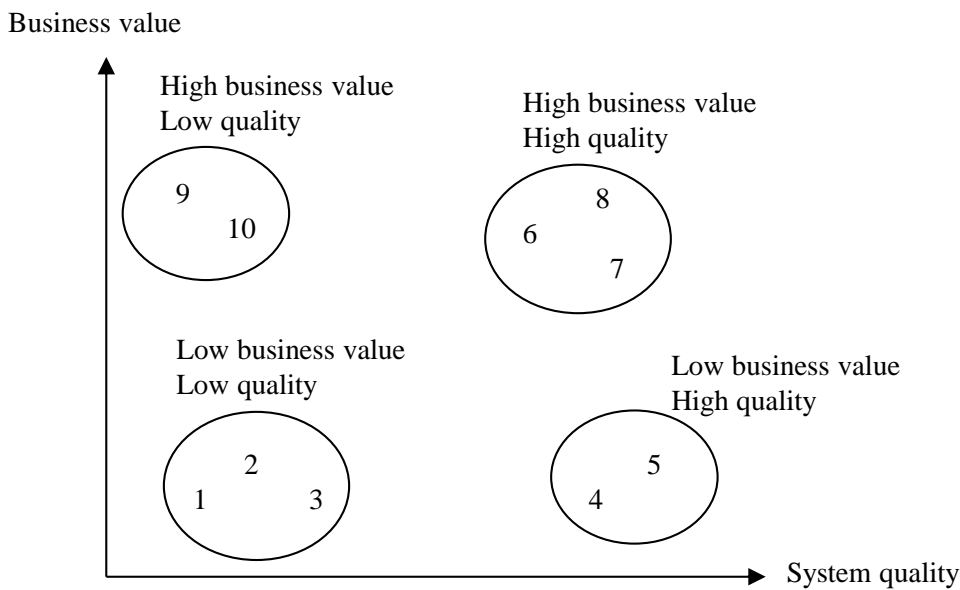 Business value
High business value
Low quality
High business value
High quality
9
10
8
6
7
Low business value
Low quality
Low business value
High quality
2
1
3
5
4
System quality